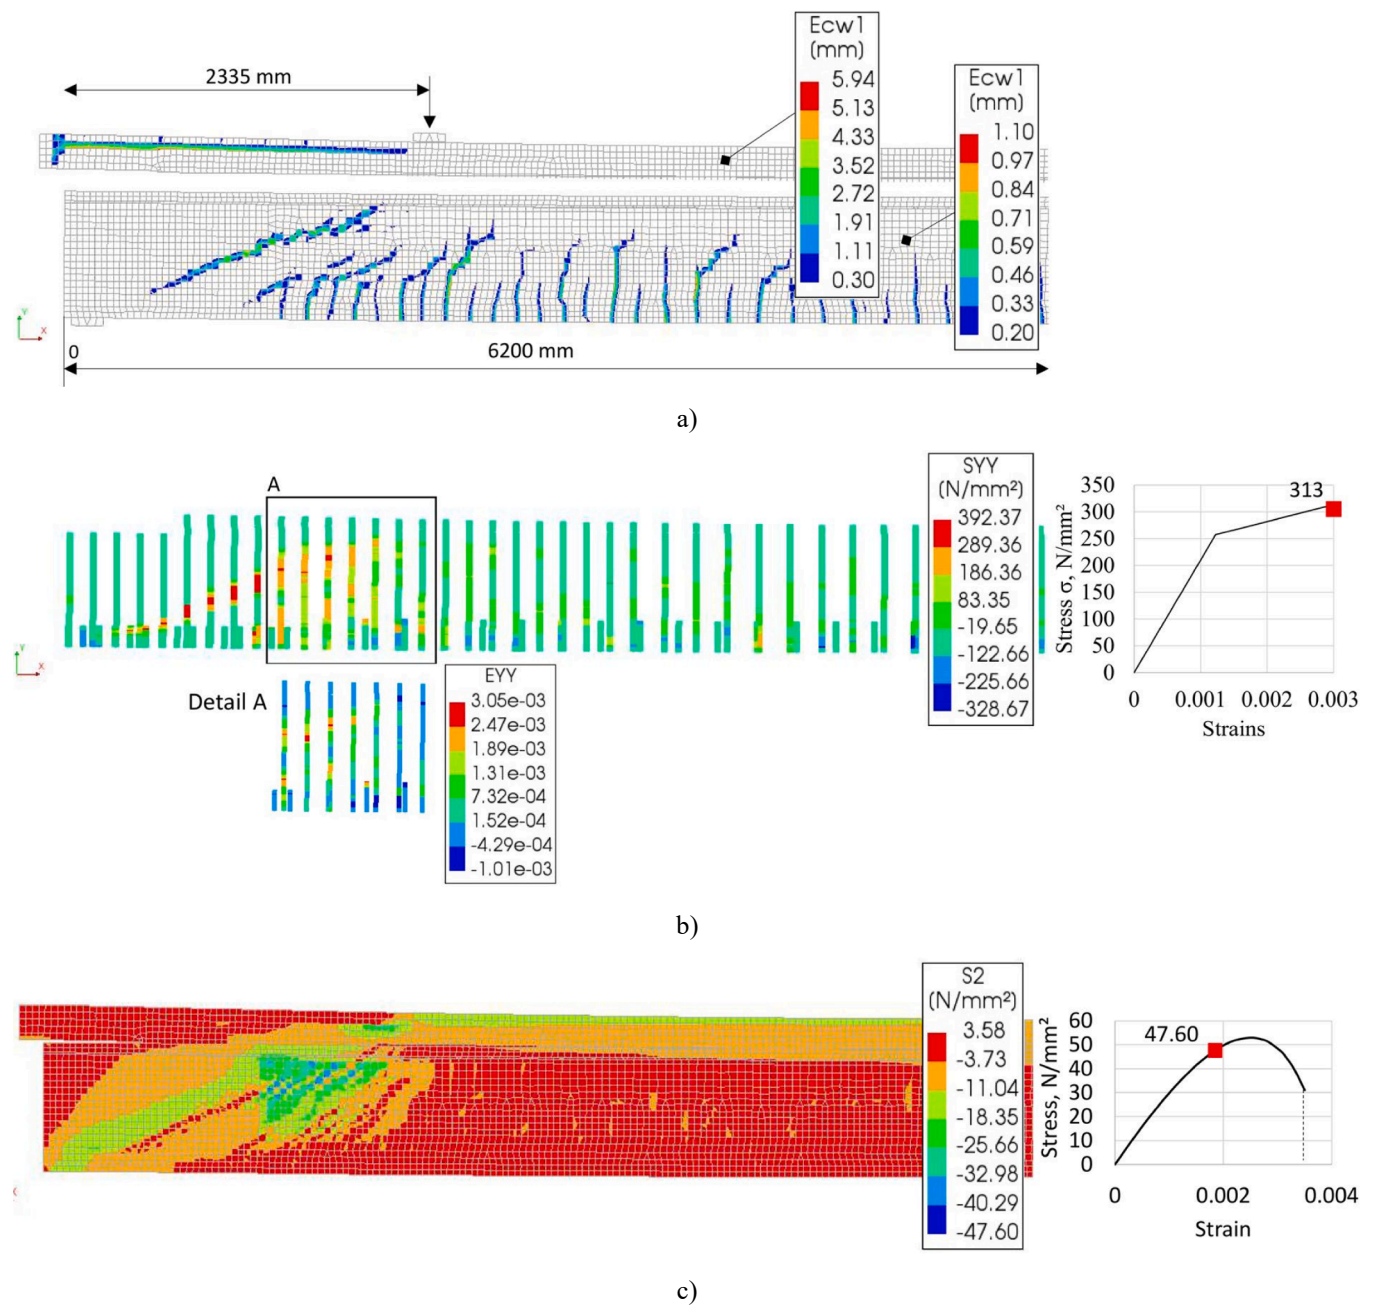 Ecw1
(mm)
5.94
5.13
4.33
3.52
2.72
1.91
1.11
0.30
Ecw1
(mm)
1.10
0.97
0.84
0.71
0.59
0.46
0.33
0.20
2335 mm
Y
X
0
6200 mm
a)
A
SYY
(N/mm²)
392.37
289.36
186.36
83.35
-19.65
-122.66
-225.66
-328.67
Y
X
Detail A
EYY
3.05e-03
2.47e-03
1.89e-03
1.31e-03
7.32e-04
1.52e-04
-4.29e-04
-1.01e-03
Stress σ, N/mm²
350
300
250
200
150
100
50
0
313
0 0.001 0.002 0.003
Strains
b)
S2
(N/mm²)
3.58
-3.73
-11.04
-18.35
-25.66
-32.98
-40.29
-47.60
Stress, N/mm²
60
50
40
30
20
10
0
47.60
0 0.002 0.004
Strain
c)